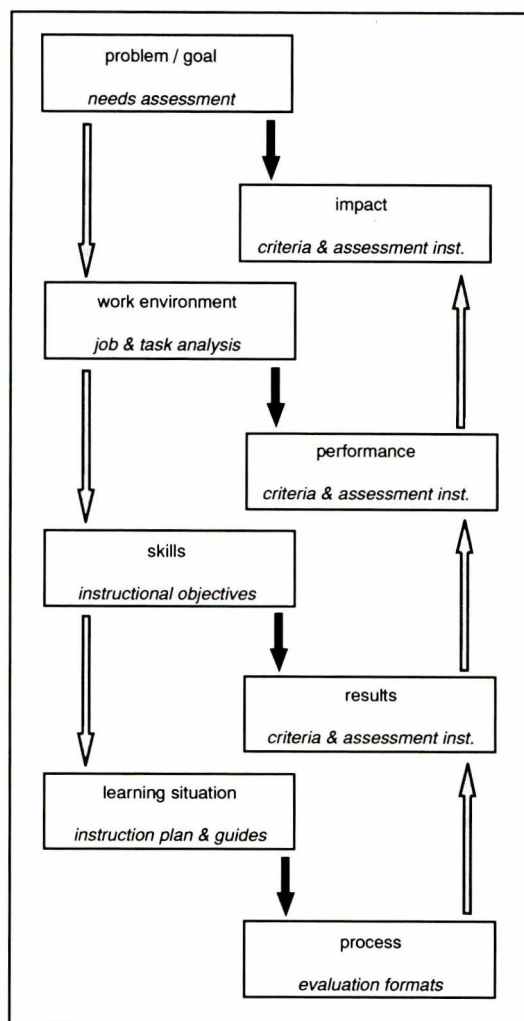 problem / goal
needs assessment
impact
criteria & assessment inst.
work environment
job & task analysis
performance
criteria & assessment inst.
skills
instructional objectives
results
criteria & assessment inst.
learning situation
instruction plan & guides
process
evaluation formats